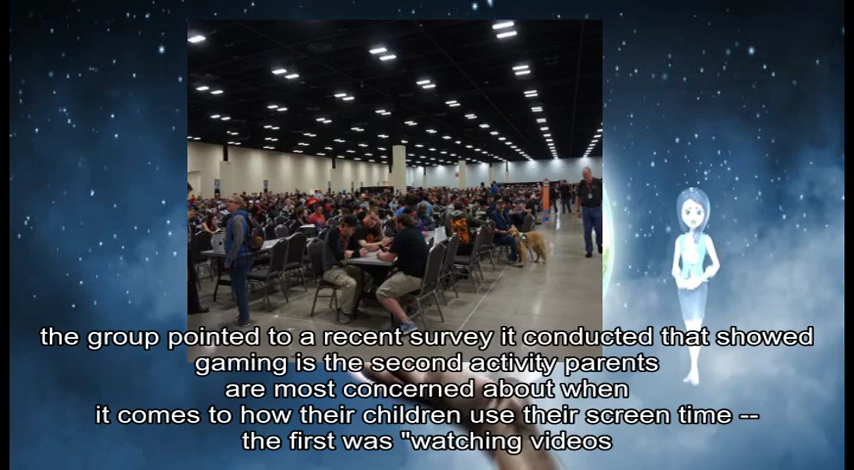 the group pointed to a recent survey it conducted that showed
gaming is the second activity parents
are most concerned about when
it comes to how their children use their screen time --
the first was "watching videos